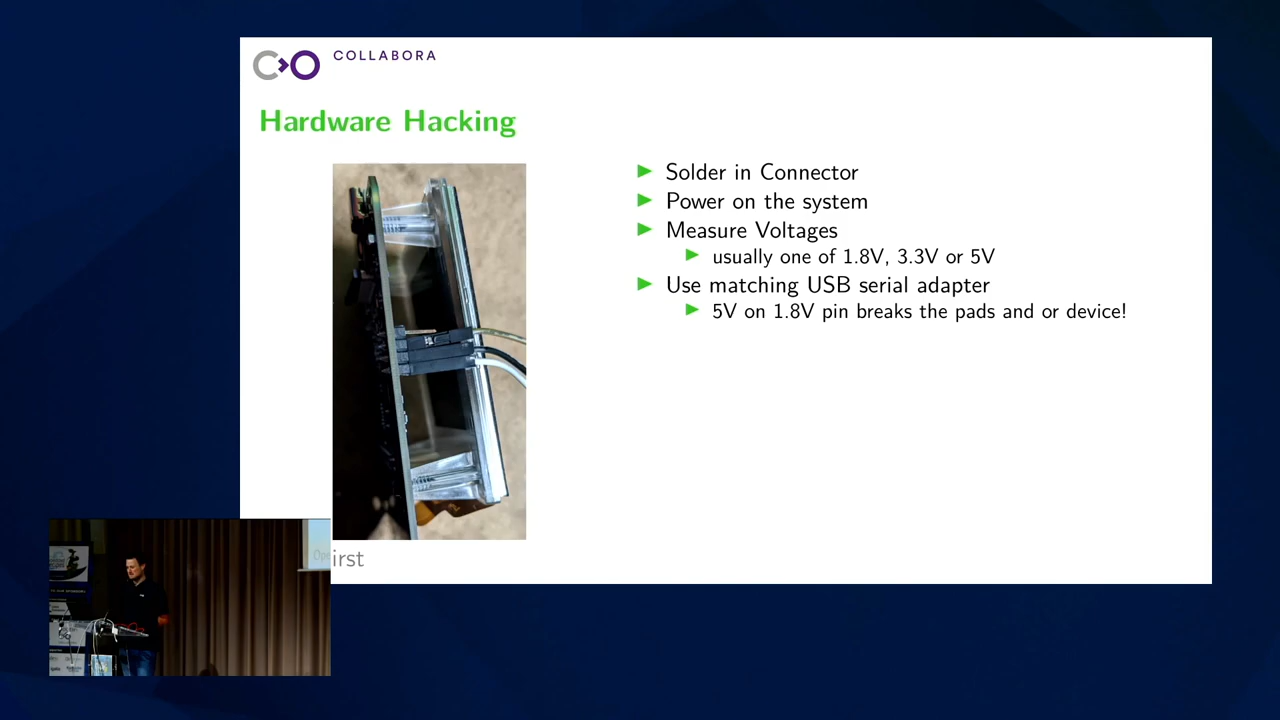 COLLABORA
Hardware Hacking
Solder in Connector
Power on the system
Measure Voltages
usually one of 1.8V, 3.3V or 5V
Use matching USB serial adapter
5V on 1.8V pin breaks the pads and or device!
Ope
irst